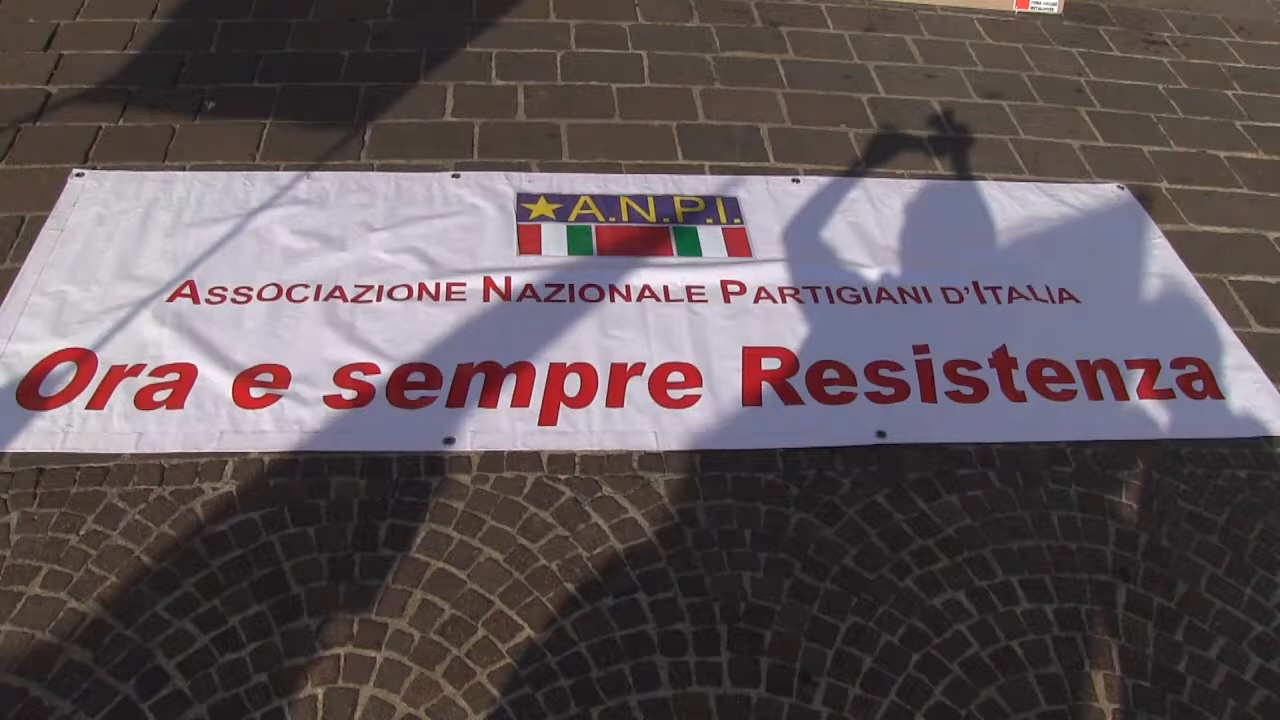 A.N.P.I.
ASSOCIAZIONE NAZIONALE PARTIGIANI D'ITALIA
Ora e sempre Resistenza